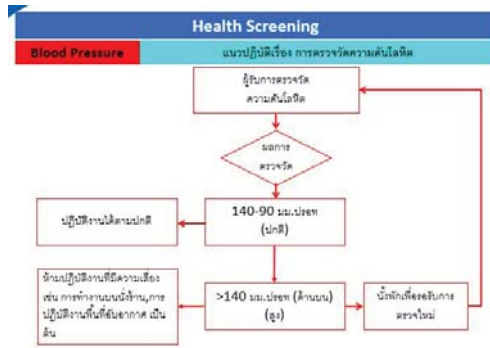 Health Screening
Blood Pressure
แนวปฏิบัติเรื่อง การตรวจวัดความดันโลหิต
ผู้รับการตรวจวัด
ความดันโลหิต
ผลการ
ตรวจวัด
ปฏิบัติงานได้ตามปกติ
140-90 มม.ปรอท
(ปกติ)
ห้ามปฏิบัติงานที่มีความเสี่ยง
เช่น การทำงานบนนั่งร้าน,การ
ปฏิบัติงานพื้นที่อับอากาศ เป็น
ต้น
>140 มม.ปรอท (ด้านบน)
(สูง)
นั่งพักเพื่อรอรับการ
ตรวจใหม่